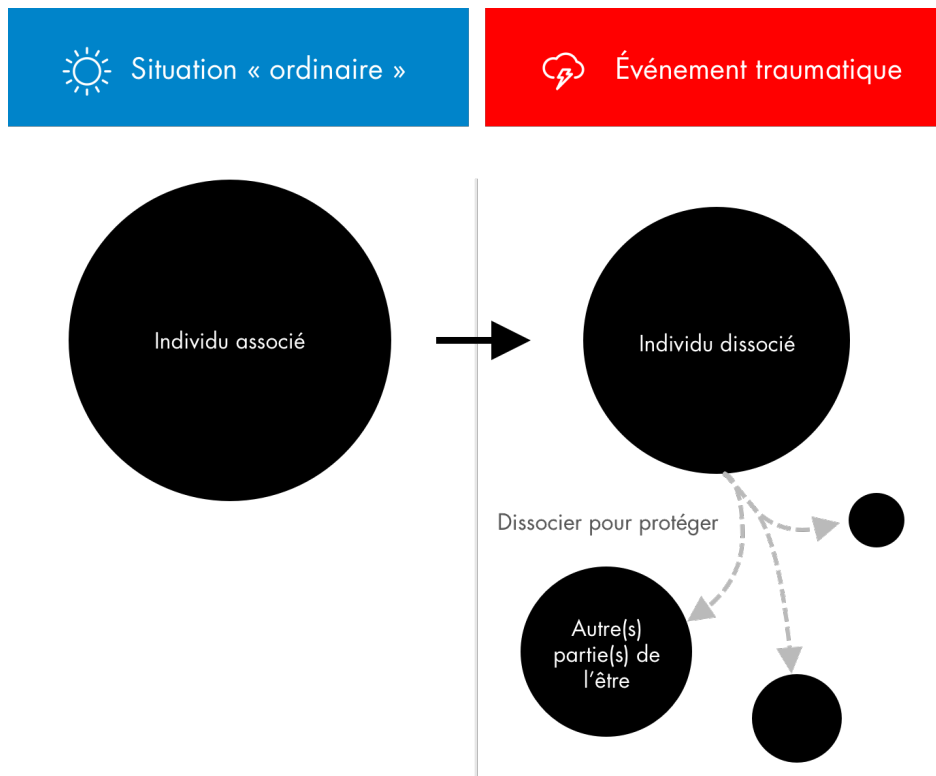 Situation « ordinaire »
Événement traumatique
Individu associé
Individu dissocié
Dissocier pour protéger
Autre(s)
partie(s) de
l’être